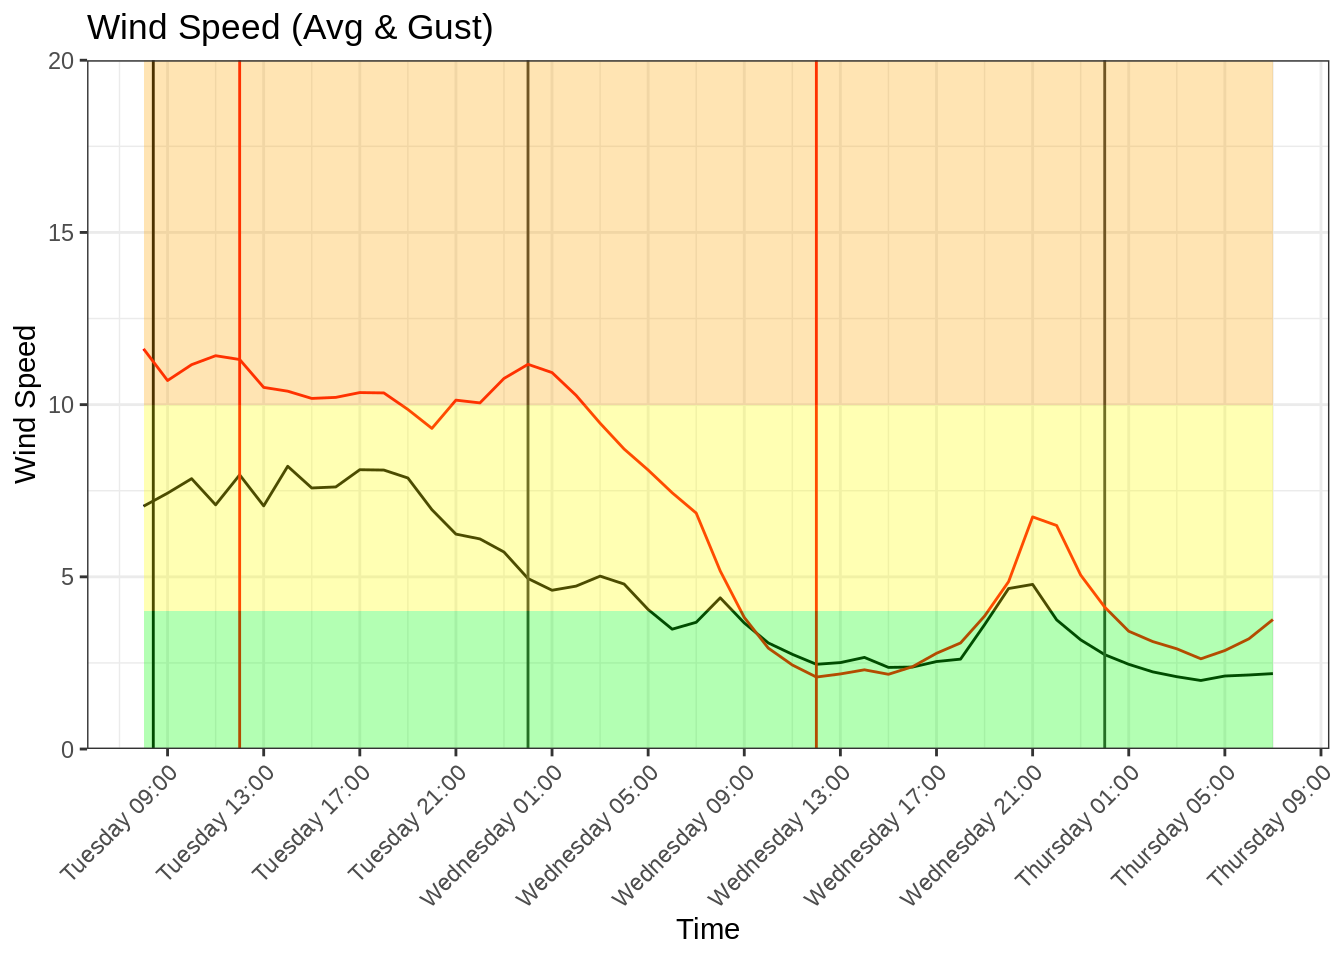 Wind Speed (Avg & Gust)
20
15
10
5
0
Wind Speed
Tuesday 09:00
Tuesday 13:00
Tuesday 17:00
Tuesday 21:00
Wednesday 01:00
Wednesday 05:00
Wednesday 09:00
Wednesday 13:00
Wednesday 17:00
Wednesday 21:00
Thursday 01:00
Thursday 05:00
Thursday 09:00
Time